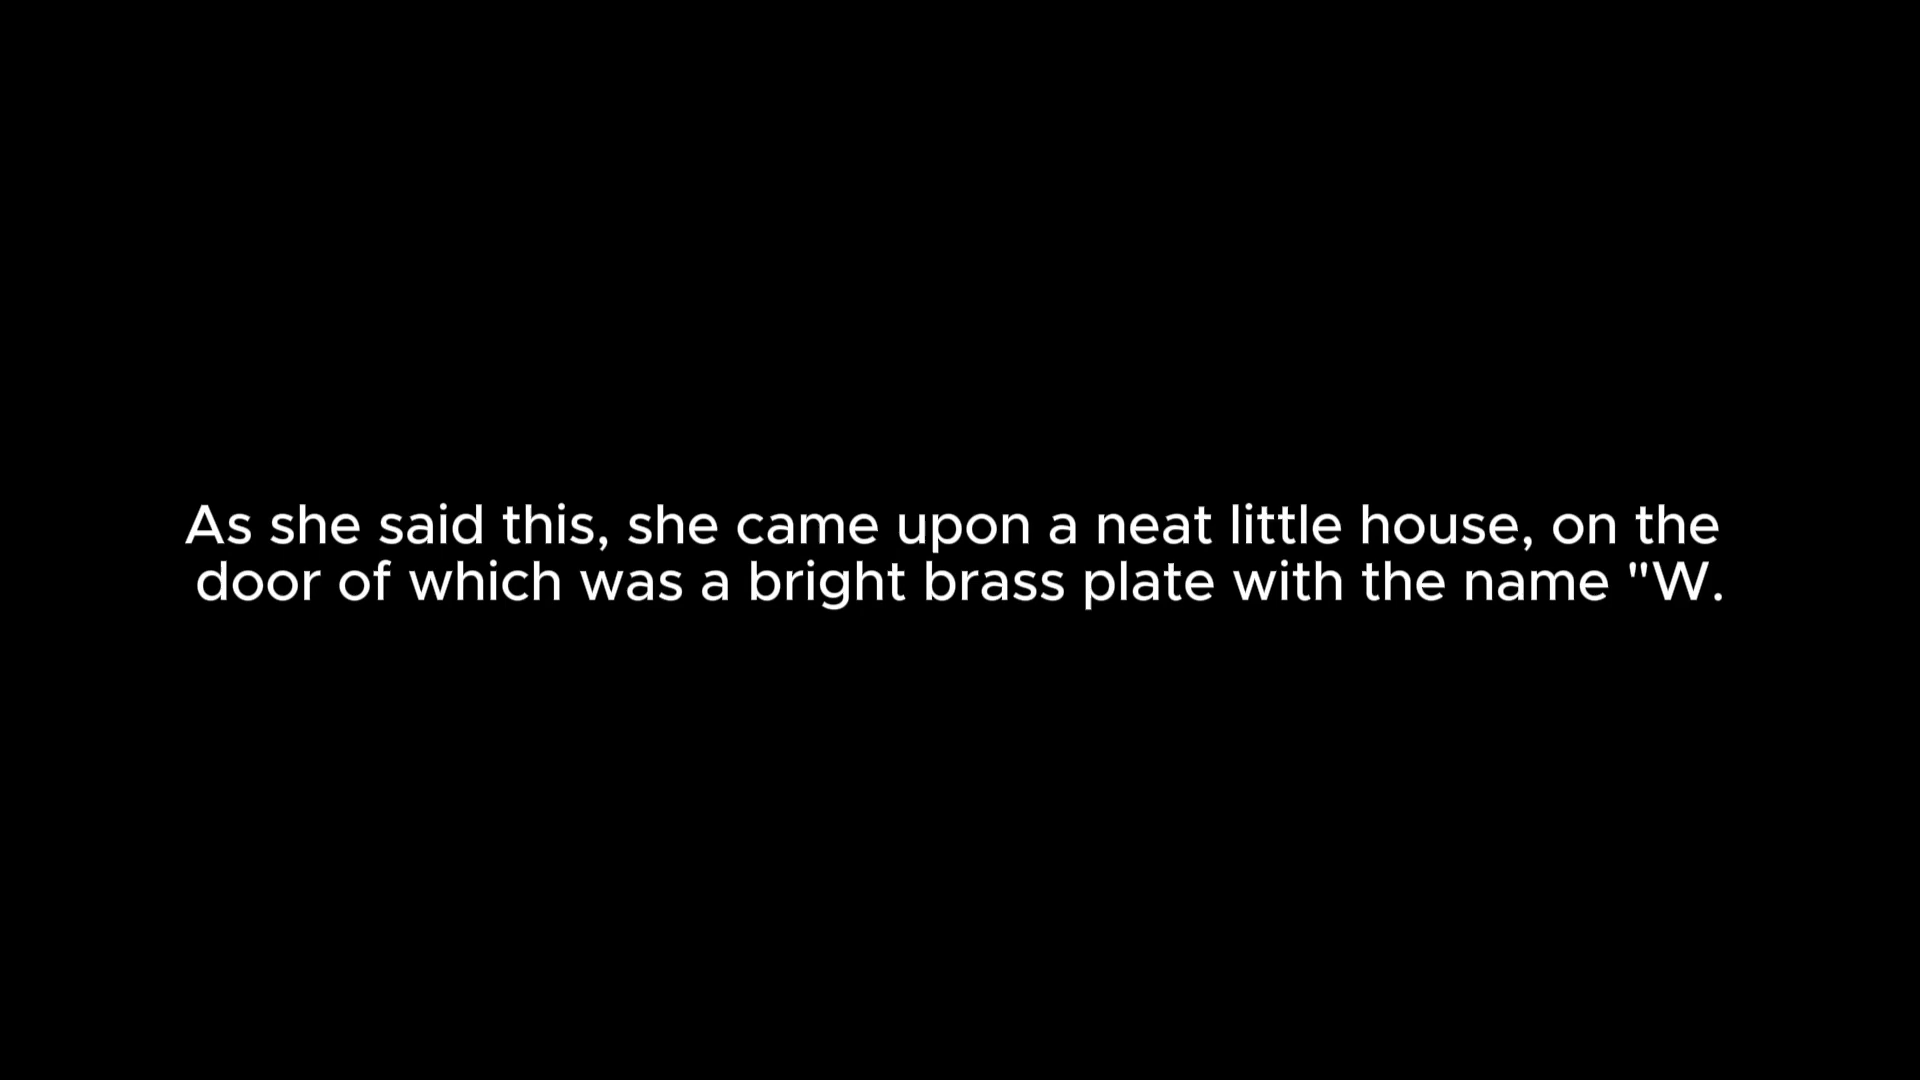 As she said this, she came upon a neat little house, on the
door of which was a bright brass plate with the name "W.